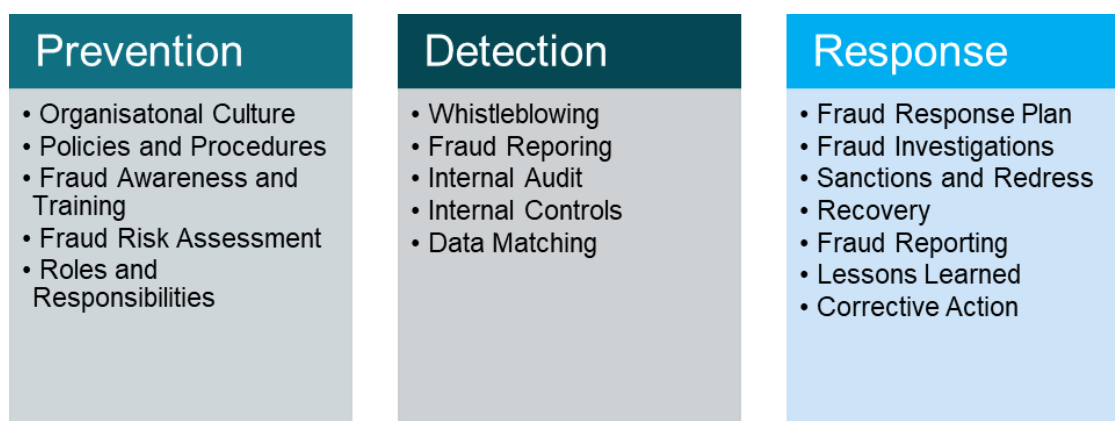 Prevention
• Organisatonal Culture
• Policies and Procedures
• Fraud Awareness and
Training
• Fraud Risk Assessment
• Roles and
Responsibilities
Detection
• Whistleblowing
• Fraud Reporting
• Internal Audit
• Internal Controls
• Data Matching
Response
• Fraud Response Plan
• Fraud Investigations
• Sanctions and Redress
• Recovery
• Fraud Reporting
• Lessons Learned
• Corrective Action